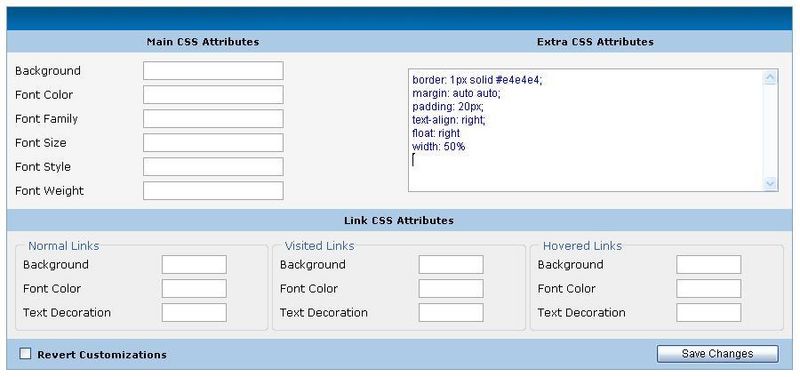 Main CSS Attributes
Extra CSS Attributes
Background
Font Color
Font Family
Font Size
Font Style
Font Weight
border: 1px solid #e4e4e4;
margin: auto auto;
padding: 20px;
text-align: right;
float: right
width: 50%
Link CSS Attributes
Normal Links
Background
Font Color
Text Decoration
Visited Links
Background
Font Color
Text Decoration
Hovered Links
Background
Font Color
Text Decoration
Revert Customizations
Save Changes